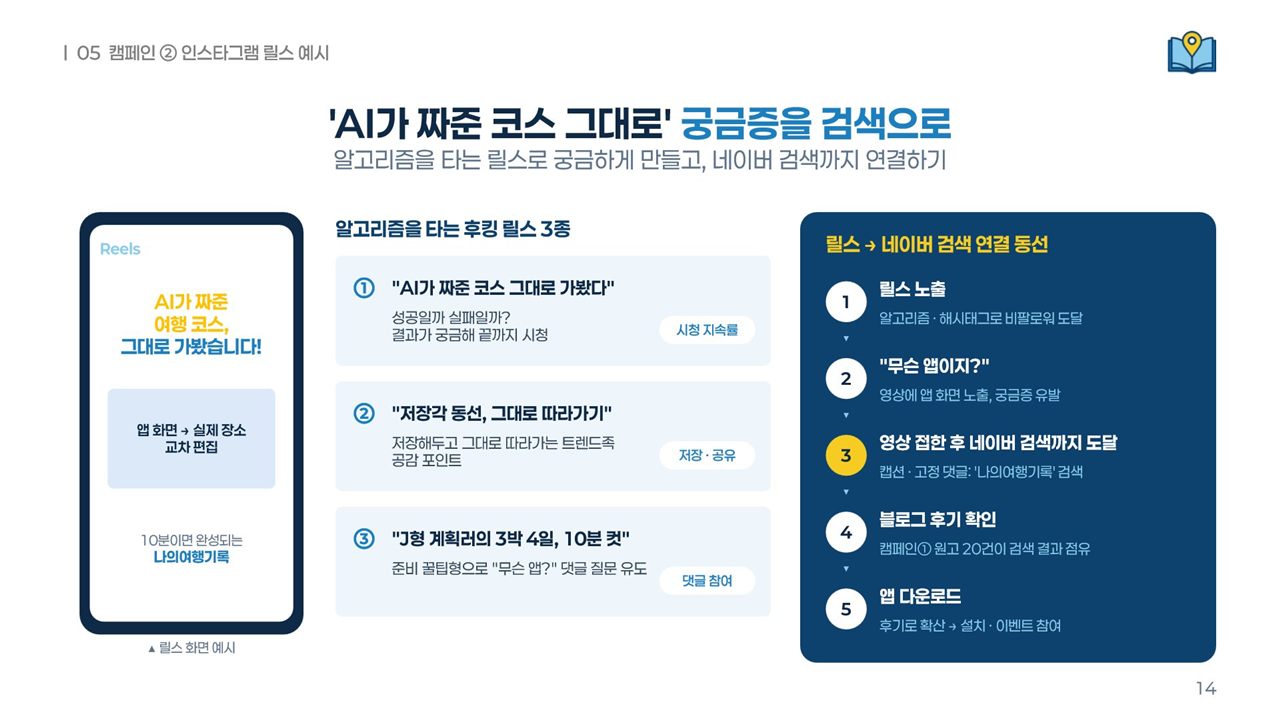 | 05 캠페인 ② 인스타그램 릴스 예시
'AI가 짜준 코스 그대로' 궁금증을 검색으로
알고리즘을 타는 릴스로 궁금하게 만들고, 네이버 검색까지 연결하기
Reels
AI가 짜준
여행 코스,
그대로 가봤습니다!
앱 화면 → 실제 장소
교차 편집
10분이면 완성되는
나의여행기록
▲ 릴스 화면 예시
알고리즘을 타는 후킹 릴스 3종
① "AI가 짜준 코스 그대로 가봤다"
성공일까 실패일까?
결과가 궁금해 끝까지 시청
시청 지속률
② "저장각 동선, 그대로 따라가기"
저장해두고 그대로 따라가는 트렌드족
공감 포인트
저장 · 공유
③ "J형 계획러의 3박 4일, 10분 컷"
준비 꿀팁형으로 "무슨 앱?" 댓글 질문 유도
댓글 참여
릴스 → 네이버 검색 연결 동선
1 릴스 노출
알고리즘 · 해시태그로 비팔로워 도달
▼
2 "무슨 앱이지?"
영상에 앱 화면 노출, 궁금증 유발
▼
3 영상 접한 후 네이버 검색까지 도달
캡션 · 고정 댓글: '나의여행기록' 검색
▼
4 블로그 후기 확인
캠페인① 원고 20건이 검색 결과 점유
▼
5 앱 다운로드
후기로 확산 → 설치 · 이벤트 참여
14